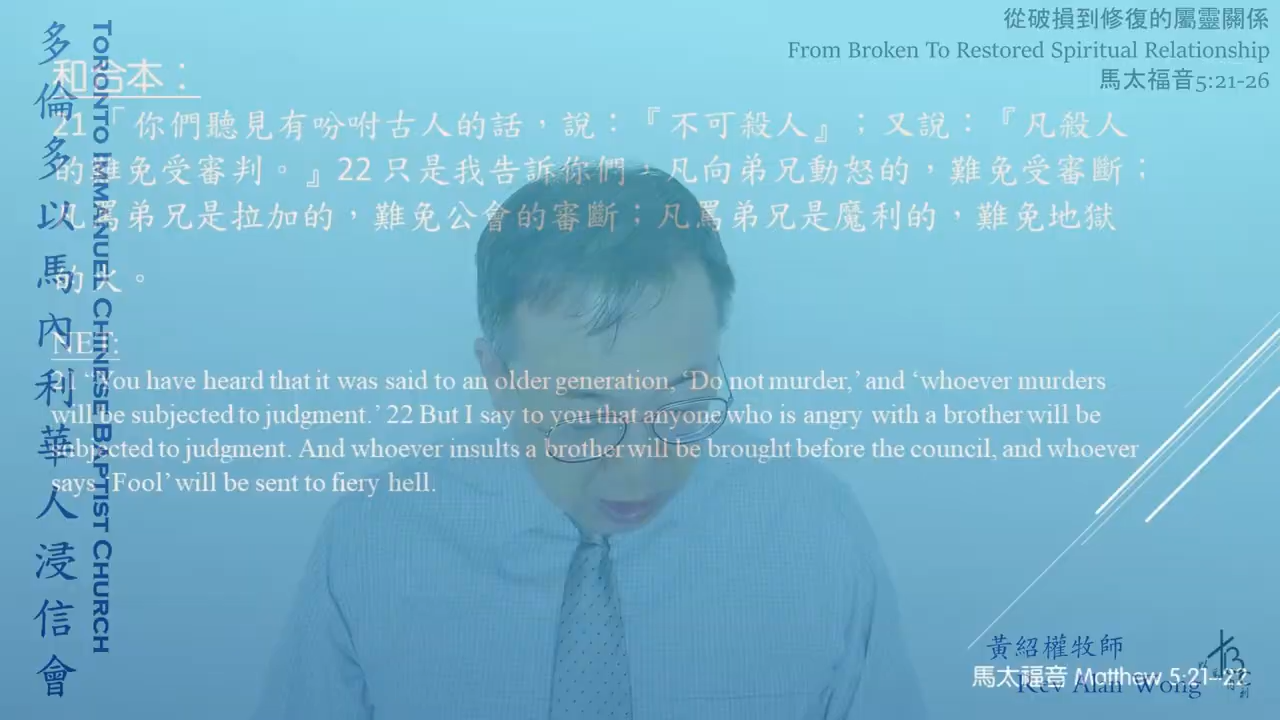 從破損到修復的屬靈關係
From Broken To Restored Spiritual Relationship
馬太福音5:21-26
多倫多以馬內利華人浸信會
TORONTO IMMANUEL CHINESE BAPTIST CHURCH
和合本：
21 「你們聽見有吩咐古人的話，說：『不可殺人』；又說：『凡殺人
的難免受審判。』22 只是我告訴你們，凡向弟兄動怒的，難免受審斷；
凡罵弟兄是拉加的，難免公會的審斷；凡罵弟兄是魔利的，難免地獄
的火。
NET:
21 “You have heard that it was said to an older generation, ‘Do not murder,’ and ‘whoever murders
will be subjected to judgment.’ 22 But I say to you that anyone who is angry with a brother will be
subjected to judgment. And whoever insults a brother will be brought before the council, and whoever
says ‘Fool’ will be sent to fiery hell.
黃紹權牧師
馬太福音 Matthew 5:21-22
Rev Alan Wong